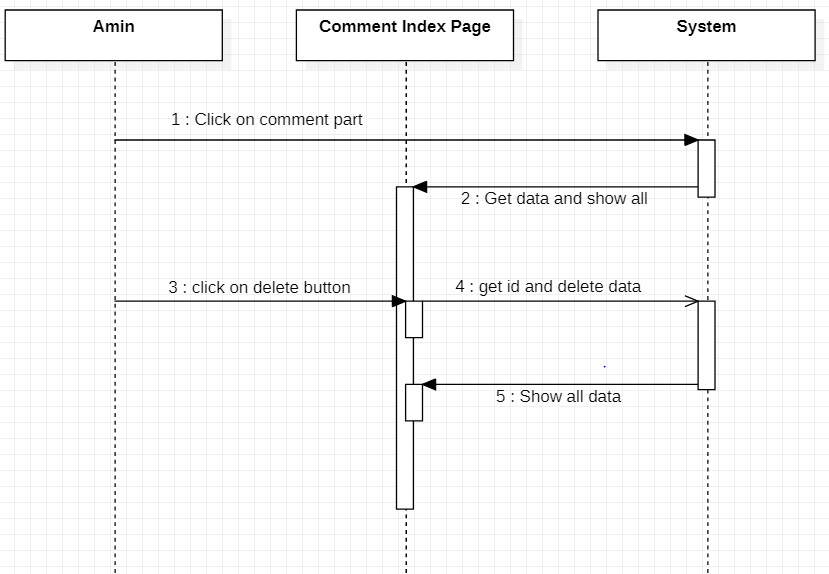 Amin
Comment Index Page
System
1 : Click on comment part
2 : Get data and show all
3 : click on delete button
4 : get id and delete data
5 : Show all data